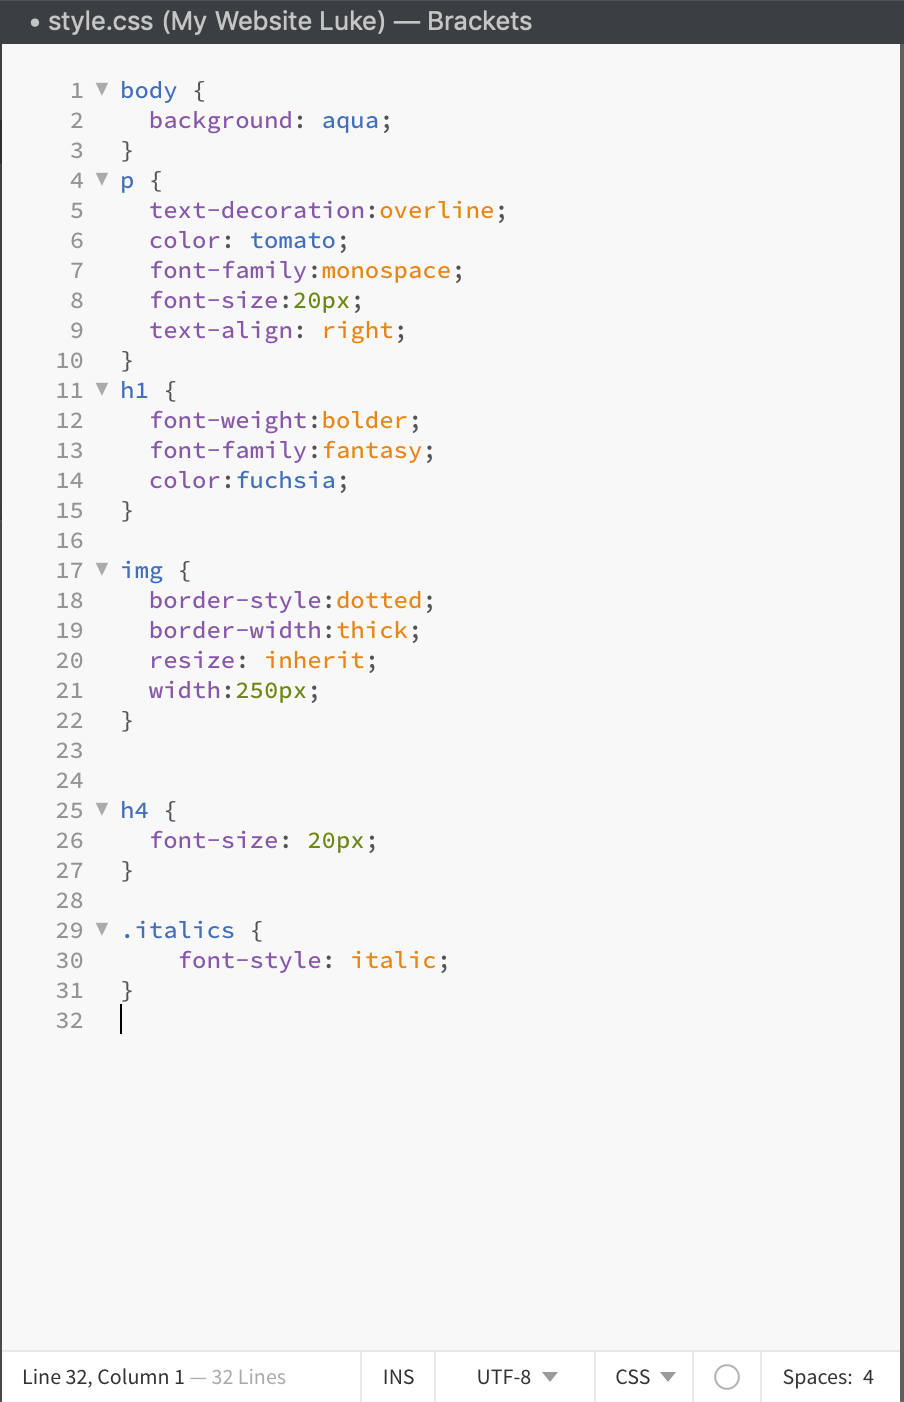 • style.css (My Website Luke) — Brackets
1 ▼ body {
2   background: aqua;
3 }
4 ▼ p {
5   text-decoration:overline;
6   color: tomato;
7   font-family:monospace;
8   font-size:20px;
9   text-align: right;
10 }
11 ▼ h1 {
12   font-weight:bolder;
13   font-family:fantasy;
14   color:fuchsia;
15 }
16
17 ▼ img {
18   border-style:dotted;
19   border-width:thick;
20   resize: inherit;
21   width:250px;
22 }
23
24
25 ▼ h4 {
26   font-size: 20px;
27 }
28
29 ▼ .italics {
30     font-style: italic;
31 }
32
Line 32, Column 1 — 32 Lines INS UTF-8 ▼ CSS ▼ Spaces: 4